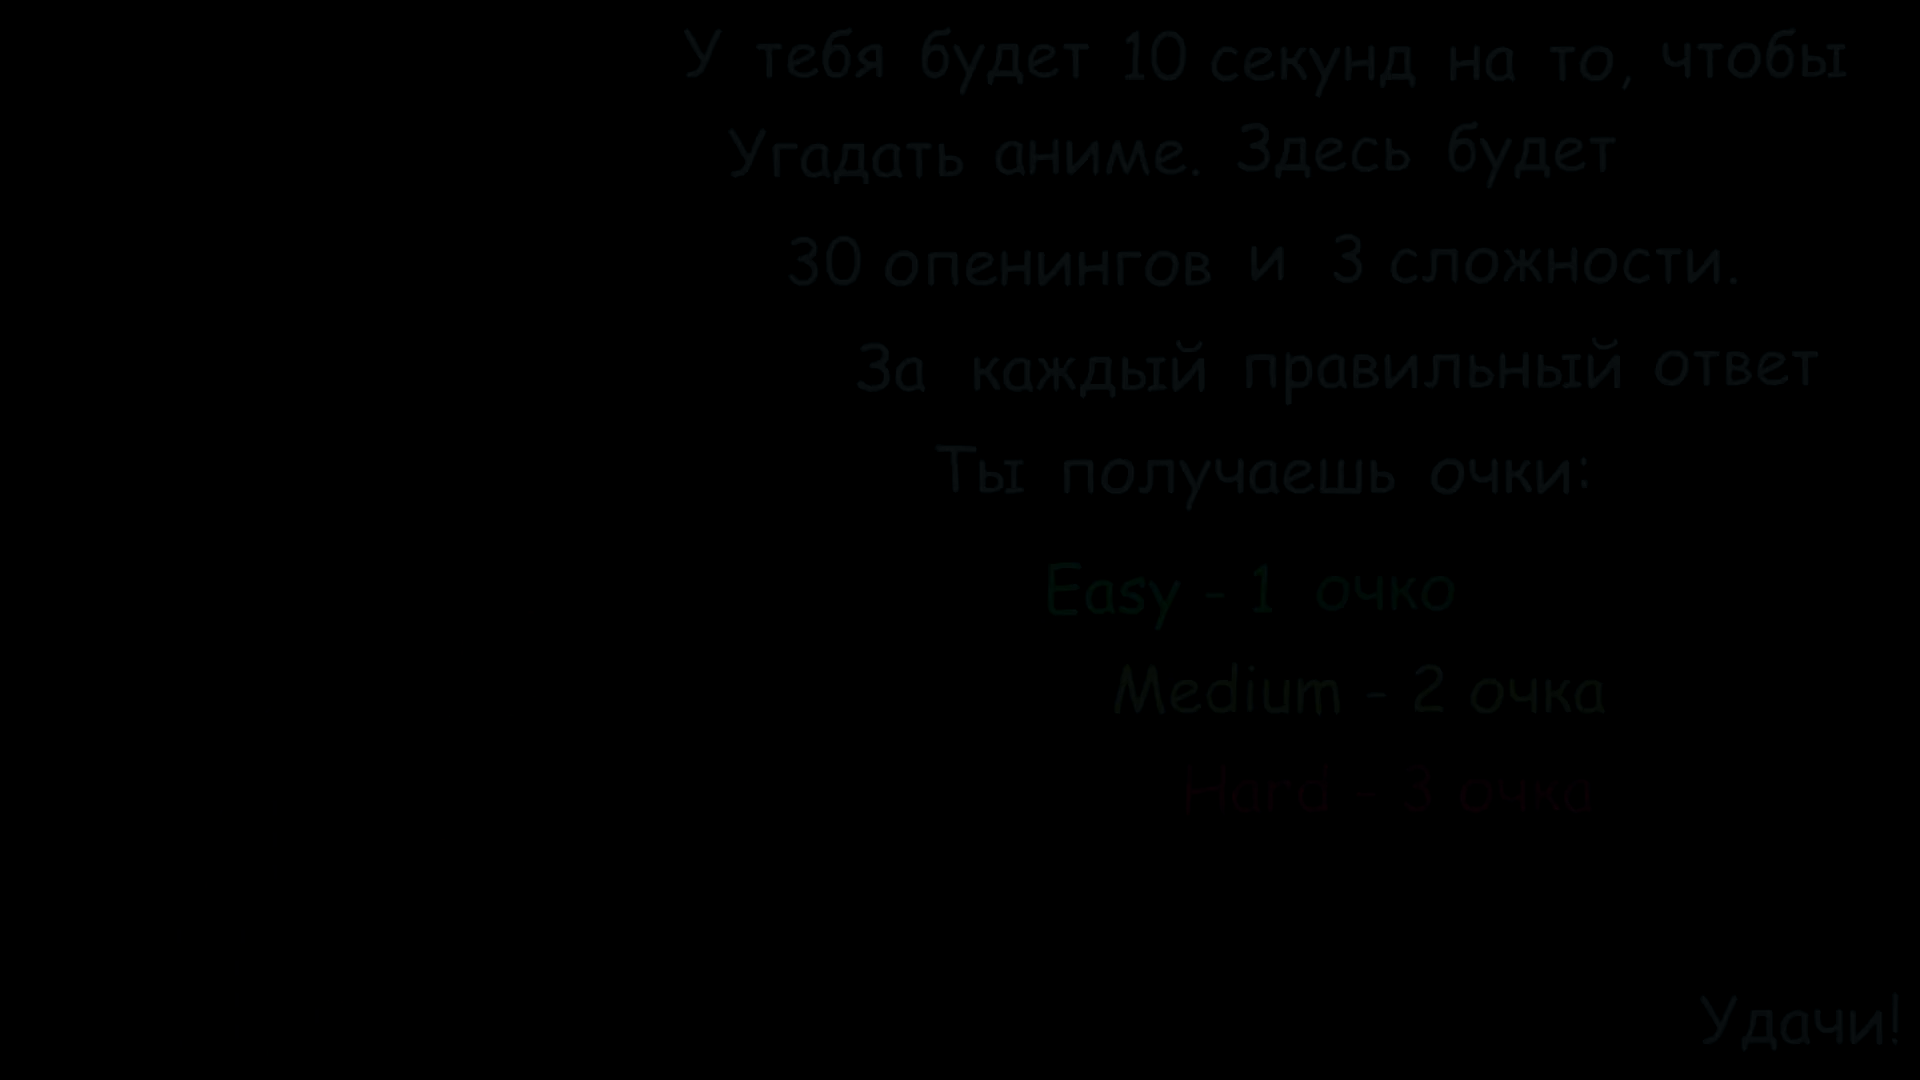 У тебя будет 10 секунд на то, чтобы
Угадать аниме. Здесь будет
30 опенингов и 3 сложности.
За каждый правильный ответ
Ты получаешь очки:
Easy - 1 очко
Medium - 2 очка
Hard - 3 очка
Удачи!